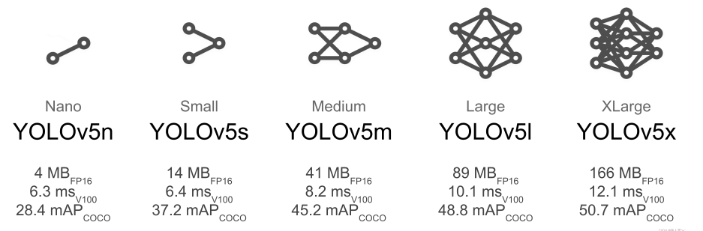 Nano Small Medium Large XLarge
YOLOv5n YOLOv5s YOLOv5m YOLOv5l YOLOv5x
4 MB FP16 14 MB FP16 41 MB FP16 89 MB FP16 166 MB FP16
6.3 ms V100 6.4 ms V100 8.2 ms V100 10.1 ms V100 12.1 ms V100
28.4 mAP COCO 37.2 mAP COCO 45.2 mAP COCO 48.8 mAP COCO 50.7 mAP COCO